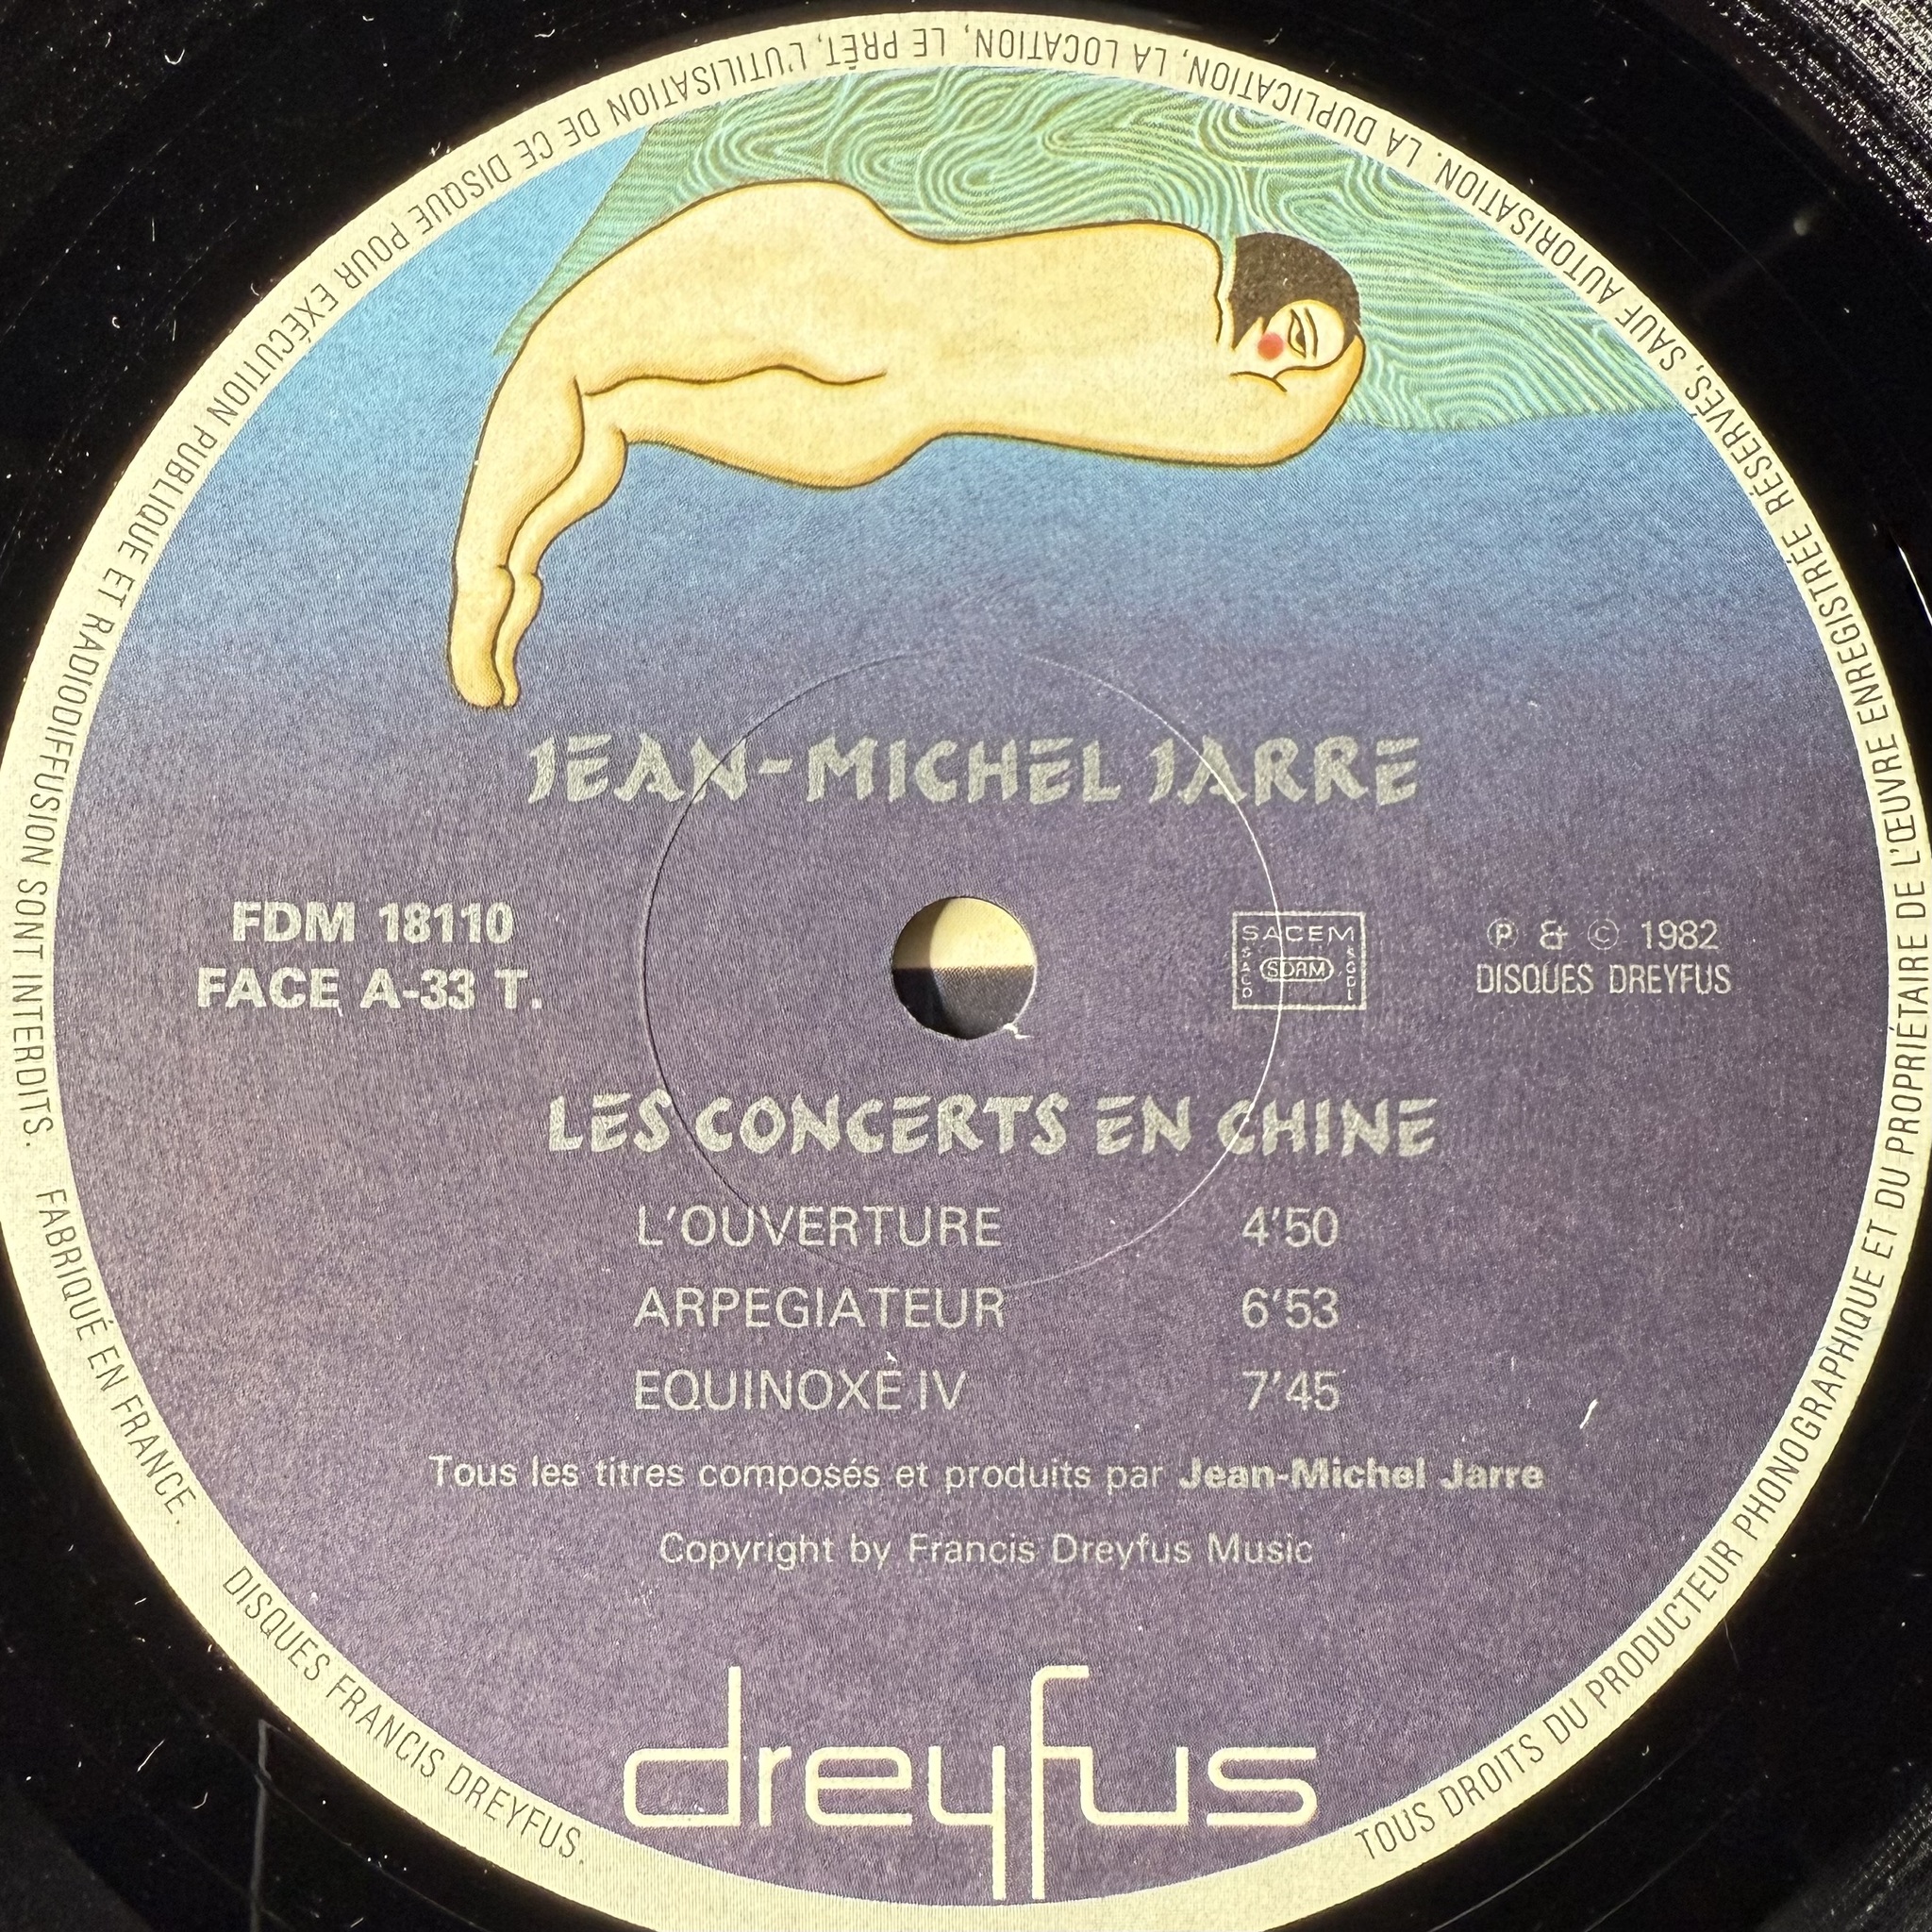 JEAN-MICHEL JARRE
FDM 18110
FACE A-33 T.
SACEM
SACD
SDRM
SGDL
Ⓟ & © 1982
DISQUES DREYFUS
LES CONCERTS EN CHINE
L'OUVERTURE 4'50
ARPEGIATEUR 6'53
EQUINOXE IV 7'45
Tous les titres composés et produits par Jean-Michel Jarre
Copyright by Francis Dreyfus Music
dreyfus
TOUS DROITS DU PRODUCTEUR PHONOGRAPHIQUE ET DU PROPRIÉTAIRE DE L'ŒUVRE ENREGISTRÉE RÉSERVÉS, SAUF AUTORISATION. LA DUPLICATION, LA LOCATION, LE PRÊT, L'UTILISATION DE CE DISQUE POUR EXÉCUTION PUBLIQUE ET RADIODIFFUSION SONT INTERDITS. FABRIQUÉ EN FRANCE. DISQUES FRANCIS DREYFUS.